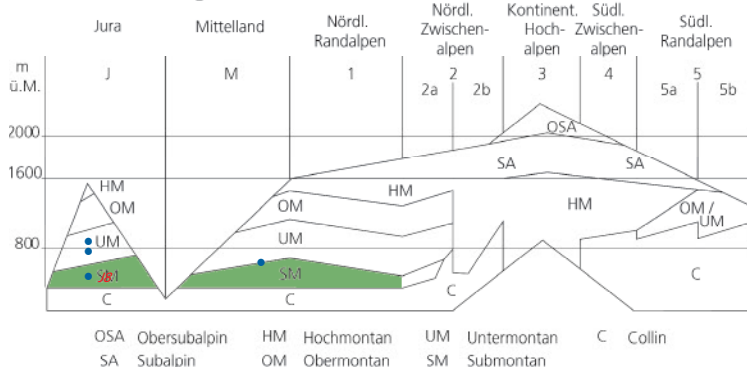 Jura Mittelland Nördl. Randalpen Nördl. Zwischen- alpen Kontinent. Hoch- alpen Südl. Zwischen- alpen Südl. Randalpen
m ü.M. J M 1 2 3 4 5
2a 2b 5a 5b
2000 OSA
SA SA
1600
HM HM
OM OM HM OM / UM
UM UM
800
SM SM C
C C C
OSA Obersubalpin HM Hochmontan UM Untermontan C Collin
SA Subalpin OM Obermontan SM Submontan